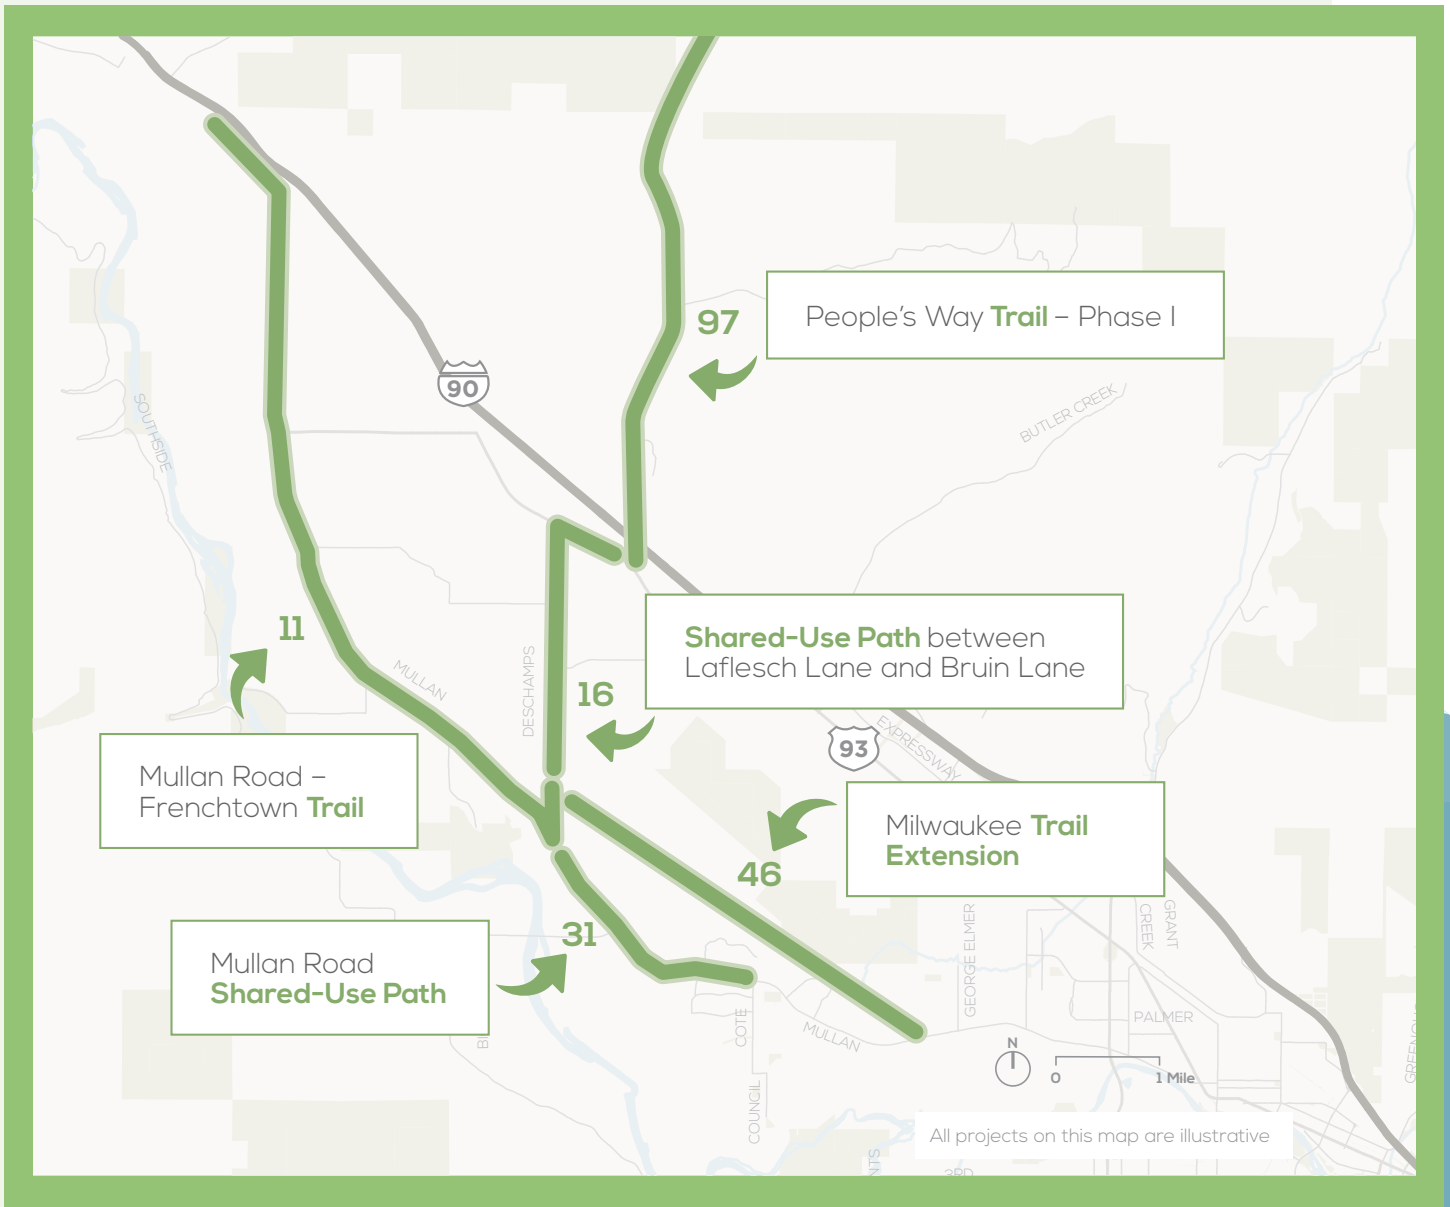 97
People's Way Trail – Phase I
90
BUTLER CREEK
SOUTHSIDE
11
MULLAN
DESCHAMPS
16
Shared-Use Path between
Laflesch Lane and Bruin Lane
93
EXPRESSWAY
Mullan Road –
Frenchtown Trail
Milwaukee Trail
Extension
46
31
Mullan Road
Shared-Use Path
GEORGE ELMER
GRANT
CREEK
COTE
MULLAN
PALMER
N
0
1 Mile
COUNCIL
All projects on this map are illustrative
3RD